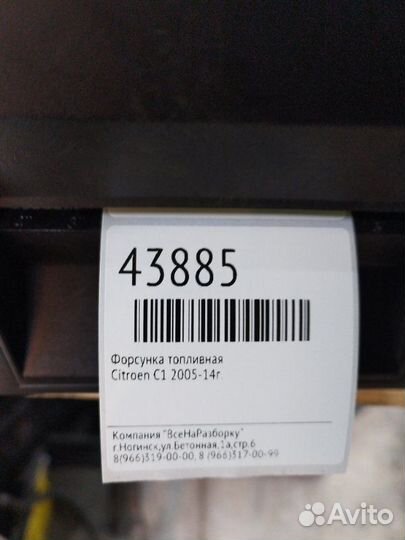 43885
Форсунка топливная
Citroen C1 2005-14г.
Компания "ВсеНаРазборку"
г.Ногинск,ул.Бетонная,1а,стр.6
8(966)319-00-00, 8 (966)317-00-99
Avito